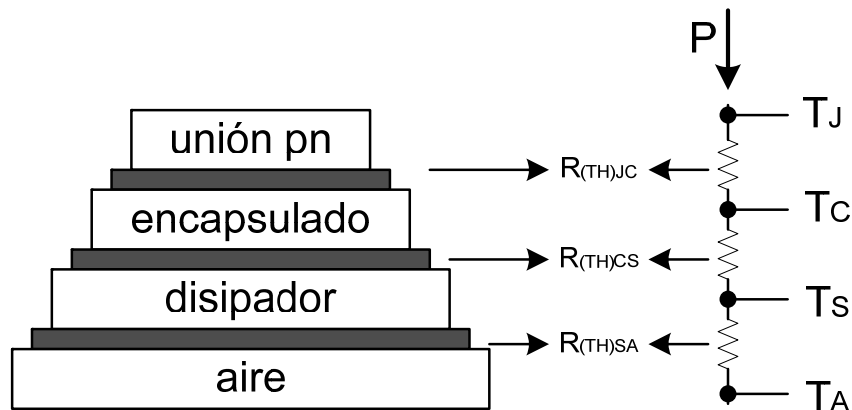 P
TJ
unión pn
R(TH)JC
TC
encapsulado
R(TH)CS
disipador
TS
R(TH)SA
aire
TA